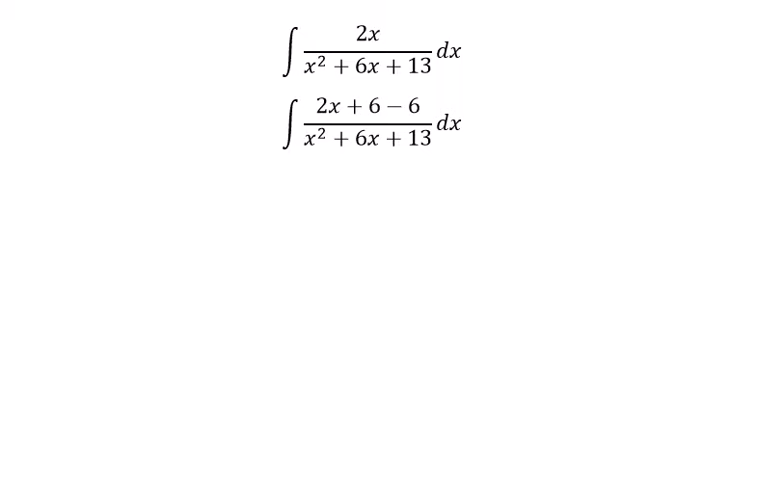 ∫ 2x / (x² + 6x + 13) dx
∫ (2x + 6 − 6) / (x² + 6x + 13) dx